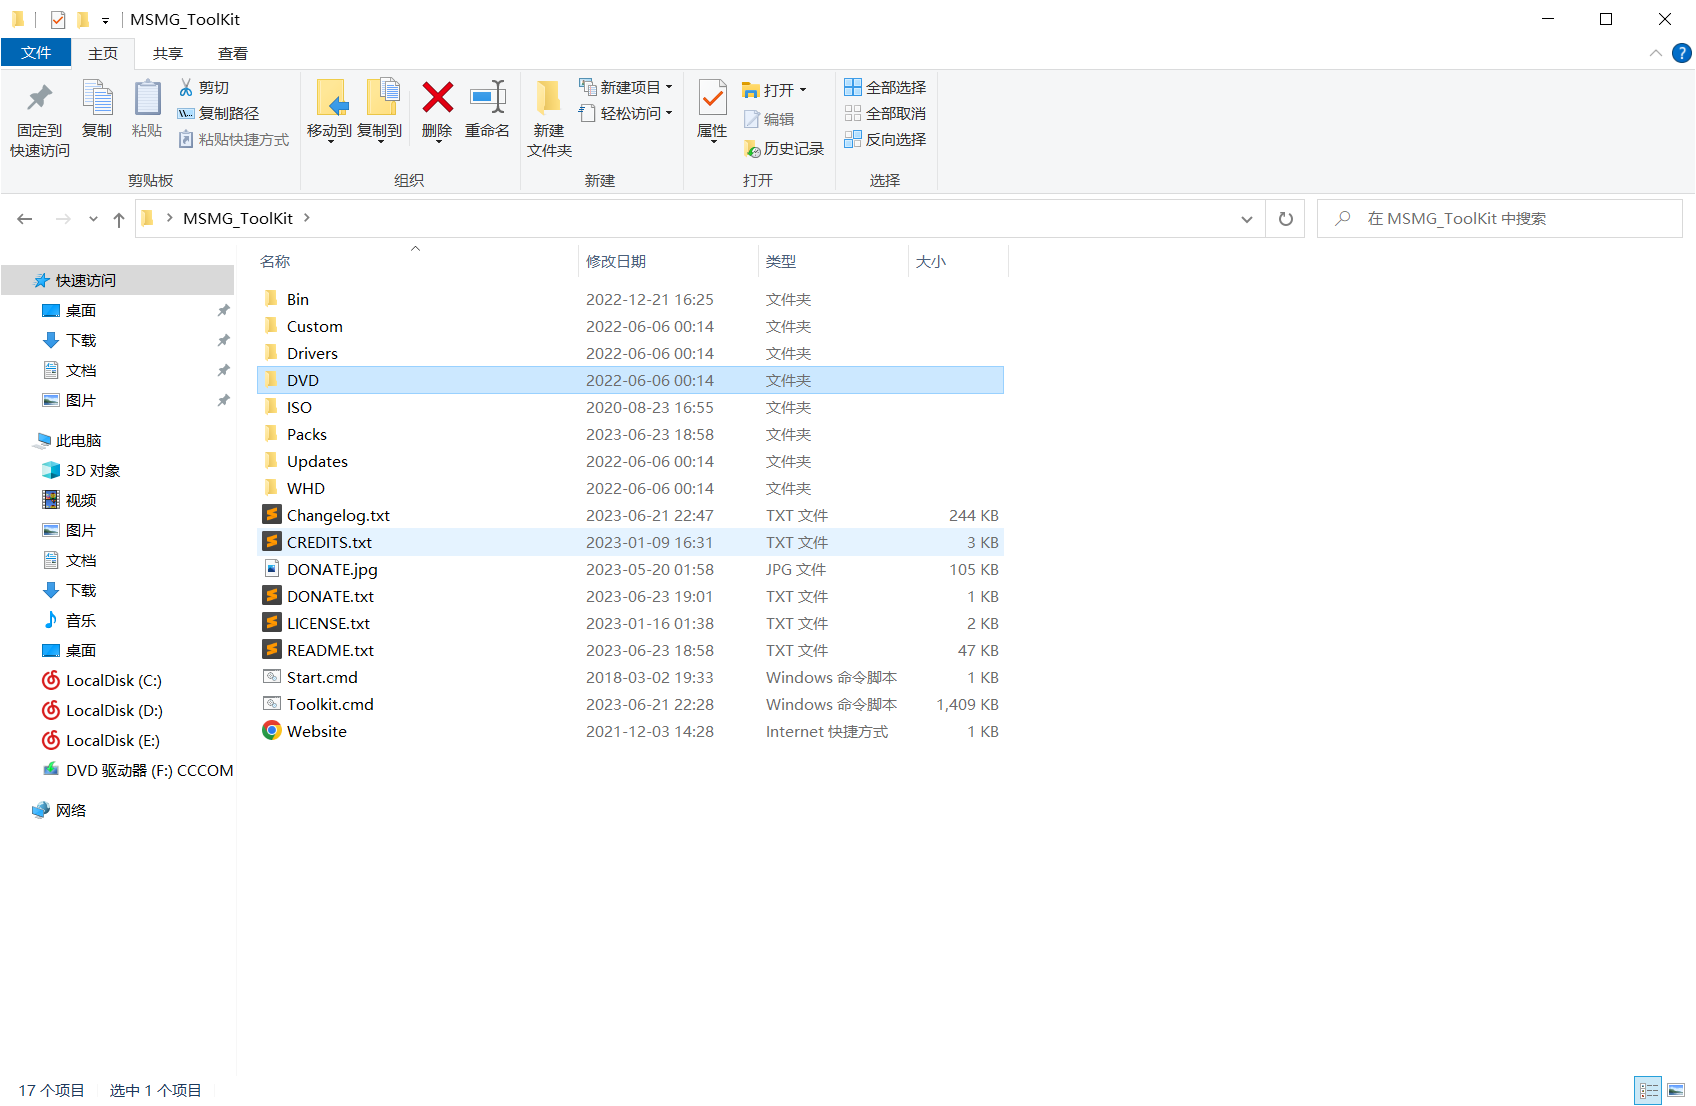 MSMG_ToolKit
文件 主页 共享 查看
固定到快速访问
复制
粘贴
剪切
复制路径
粘贴快捷方式
剪贴板
移动到
复制到
删除
重命名
组织
新建文件夹
新建项目
轻松访问
新建
属性
打开
编辑
历史记录
打开
全部选择
全部取消
反向选择
选择
MSMG_ToolKit
在 MSMG_ToolKit 中搜索
快速访问
桌面
下载
文档
图片
此电脑
3D 对象
视频
图片
文档
下载
音乐
桌面
LocalDisk (C:)
LocalDisk (D:)
LocalDisk (E:)
DVD 驱动器 (F:) CCCOM
网络
名称 修改日期 类型 大小
Bin 2022-12-21 16:25 文件夹
Custom 2022-06-06 00:14 文件夹
Drivers 2022-06-06 00:14 文件夹
DVD 2022-06-06 00:14 文件夹
ISO 2020-08-23 16:55 文件夹
Packs 2023-06-23 18:58 文件夹
Updates 2022-06-06 00:14 文件夹
WHD 2022-06-06 00:14 文件夹
Changelog.txt 2023-06-21 22:47 TXT 文件 244 KB
CREDITS.txt 2023-01-09 16:31 TXT 文件 3 KB
DONATE.jpg 2023-05-20 01:58 JPG 文件 105 KB
DONATE.txt 2023-06-23 19:01 TXT 文件 1 KB
LICENSE.txt 2023-01-16 01:38 TXT 文件 2 KB
README.txt 2023-06-23 18:58 TXT 文件 47 KB
Start.cmd 2018-03-02 19:33 Windows 命令脚本 1 KB
Toolkit.cmd 2023-06-21 22:28 Windows 命令脚本 1,409 KB
Website 2021-12-03 14:28 Internet 快捷方式 1 KB
17 个项目 选中 1 个项目